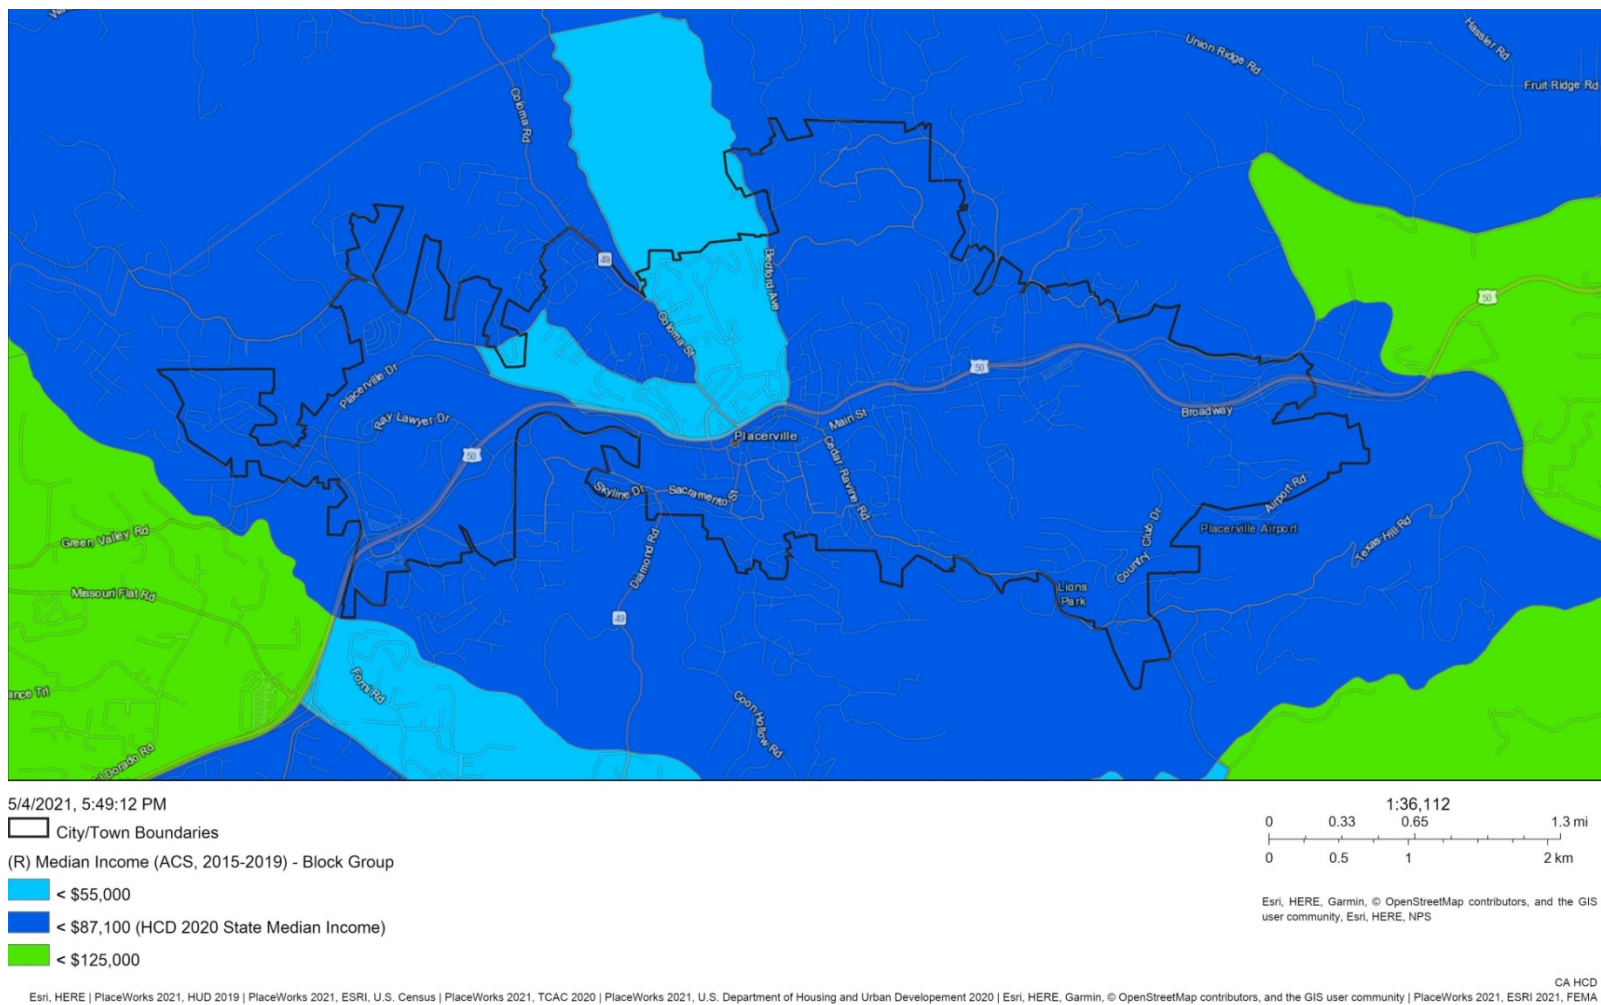 Union Ridge Rd
Hassler Rd
Fruit Ridge Rd
Coloma Rd
49
Bedford Ave
50
Coloma St
Placerville Dr
Ray Lawyer Dr
50
50
Broadway
Main St
Placerville
Cedar Ravine Rd
Skyline Dr
Sacramento St
Airport Rd
Placerville Airport
Country Club Dr
Texas Hill Rd
Green Valley Rd
Diamond Rd
Missouri Flat Rd
Lions
Park
49
Forni Rd
Coon Hollow Rd
ance Trl
El Dorado Rd
5/4/2021, 5:49:12 PM
City/Town Boundaries
(R) Median Income (ACS, 2015-2019) - Block Group
< $55,000
< $87,100 (HCD 2020 State Median Income)
< $125,000
1:36,112
0 0.33 0.65 1.3 mi
0 0.5 1 2 km
Esri, HERE, Garmin, © OpenStreetMap contributors, and the GIS
user community, Esri, HERE, NPS
CA HCD
Esri, HERE | PlaceWorks 2021, HUD 2019 | PlaceWorks 2021, ESRI, U.S. Census | PlaceWorks 2021, TCAC 2020 | PlaceWorks 2021, U.S. Department of Housing and Urban Developement 2020 | Esri, HERE, Garmin, © OpenStreetMap contributors, and the GIS user community | PlaceWorks 2021, ESRI 2021, FEMA